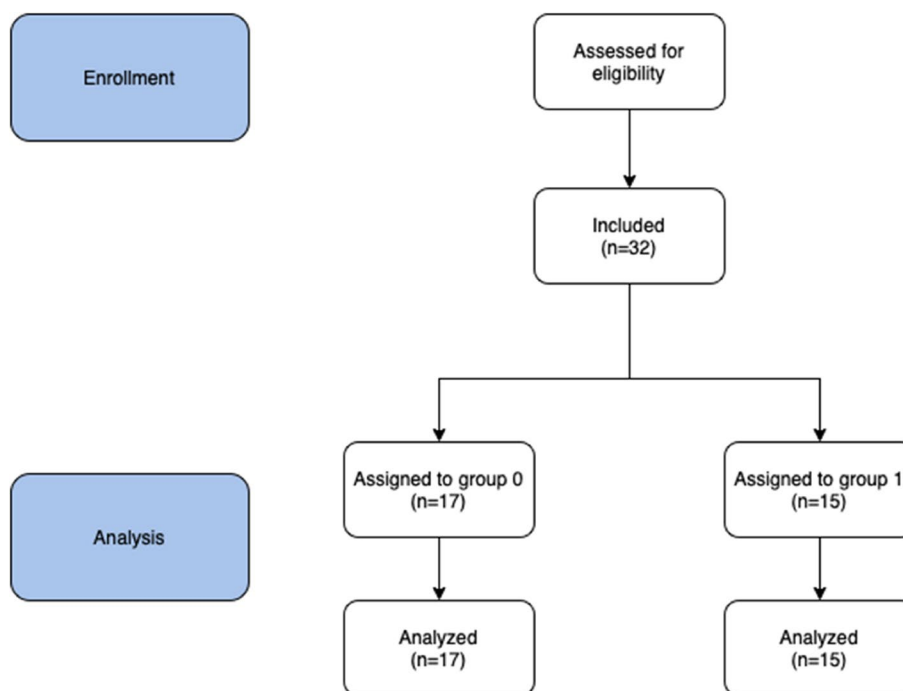 Enrollment
Assessed for
eligibility
Included
(n=32)
Assigned to group 0
(n=17)
Assigned to group 1
(n=15)
Analysis
Analyzed
(n=17)
Analyzed
(n=15)